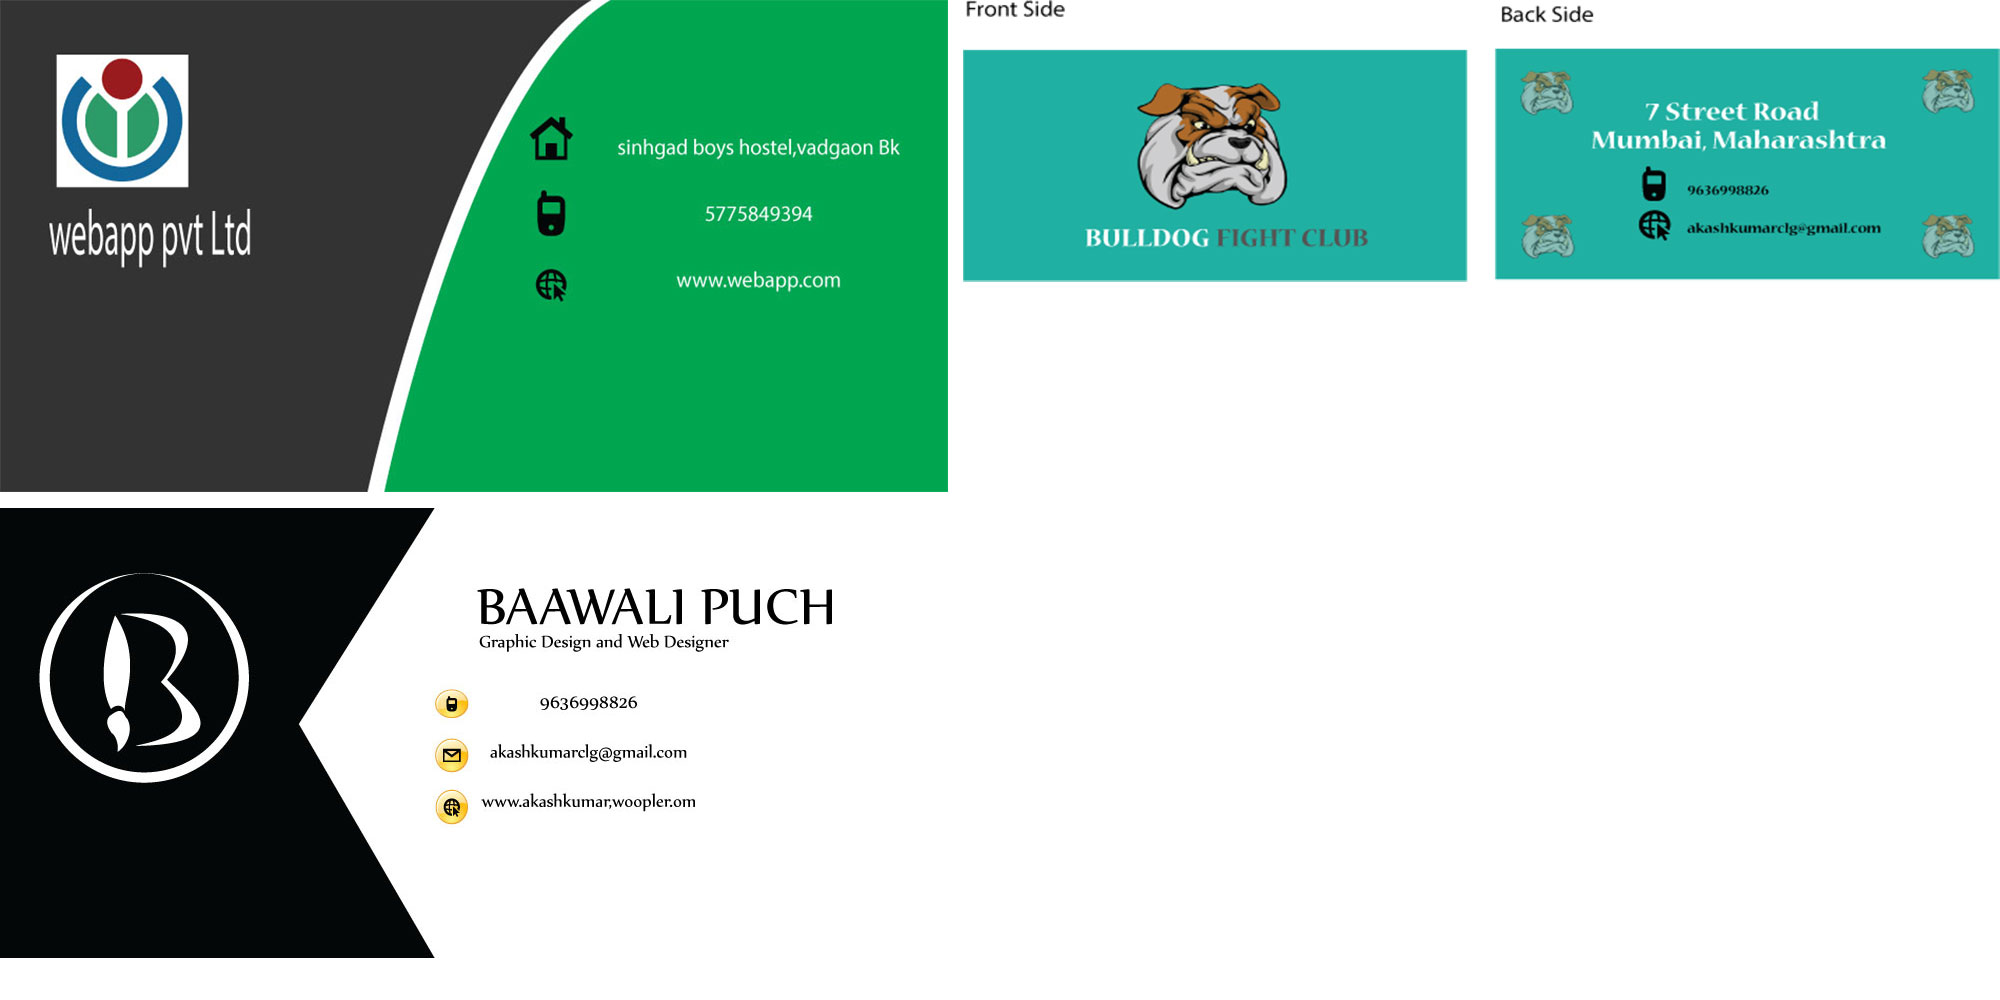 webapp pvt Ltd
sinhgad boys hostel,vadgaon Bk
5775849394
www.webapp.com
Front Side
BULLDOG FIGHT CLUB
Back Side
7 Street Road
Mumbai, Maharashtra
9636998826
akashkumarclg@gmail.com
BAAWALI PUCH
Graphic Design and Web Designer
9636998826
akashkumarclg@gmail.com
www.akashkumar,woopler.om